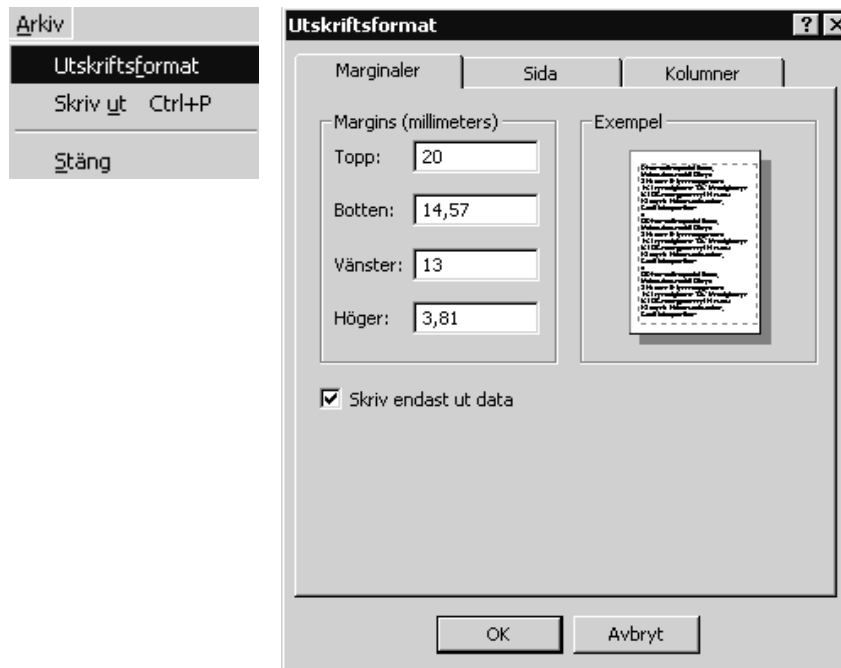 Arkiv
Utskriftsformat
Skriv ut Ctrl+P
Stäng
Utskriftsformat
Marginaler Sida Kolumner
Margins (millimeters) Exempel
Topp: 20
Botten: 14,57
Vänster: 13
Höger: 3,81
Skriv endast ut data
OK Avbryt